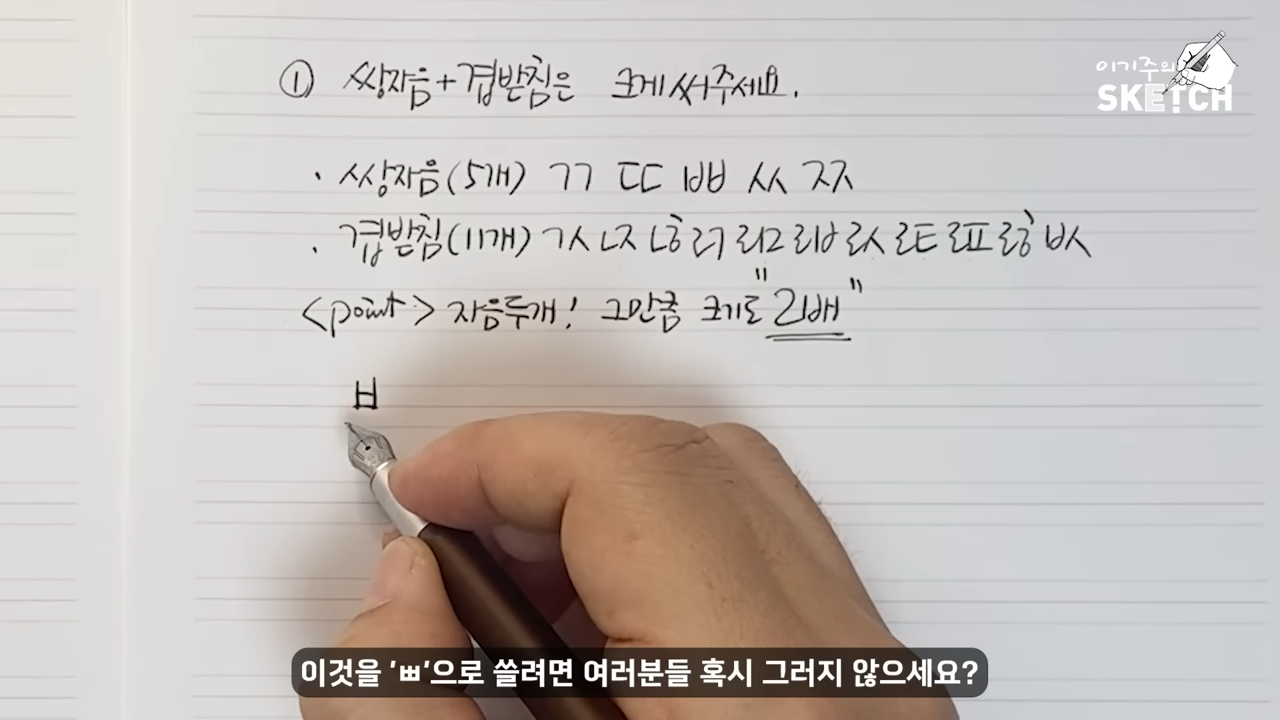 이기주의
SKETCH
① 쌍자음+겹받침은 크게 써주세요.
· 쌍자음(5개) ㄲ ㄸ ㅃ ㅆ ㅉ
· 겹받침(11개) ㄳ ㄵ ㄶ ㄺ ㄻ ㄼ ㄽ ㄾ ㄿ ㅀ ㅄ
<point> 자음두개! 그만큼 크기도 "2배"
ㅂ
이것을 'ㅃ'으로 쓸려면 여러분들 혹시 그러지 않으세요?